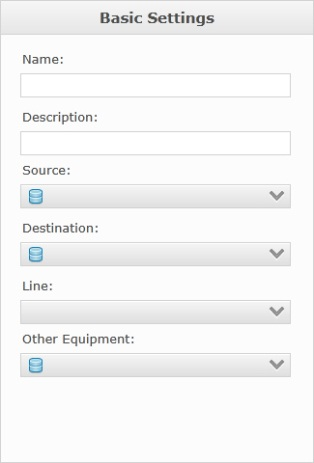 Basic Settings
Name:
Description:
Source:
Destination:
Line:
Other Equipment: